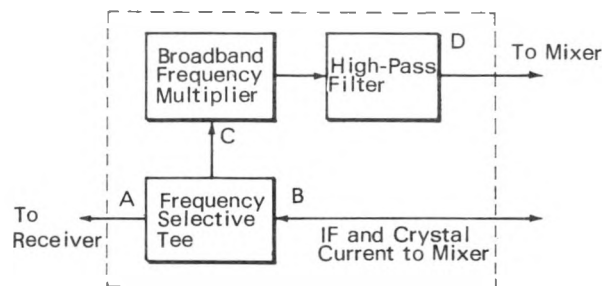 Broadband
Frequency
Multiplier
High-Pass
Filter
D
To Mixer
C
A
Frequency
Selective
Tee
B
To
Receiver
IF and Crystal
Current to Mixer